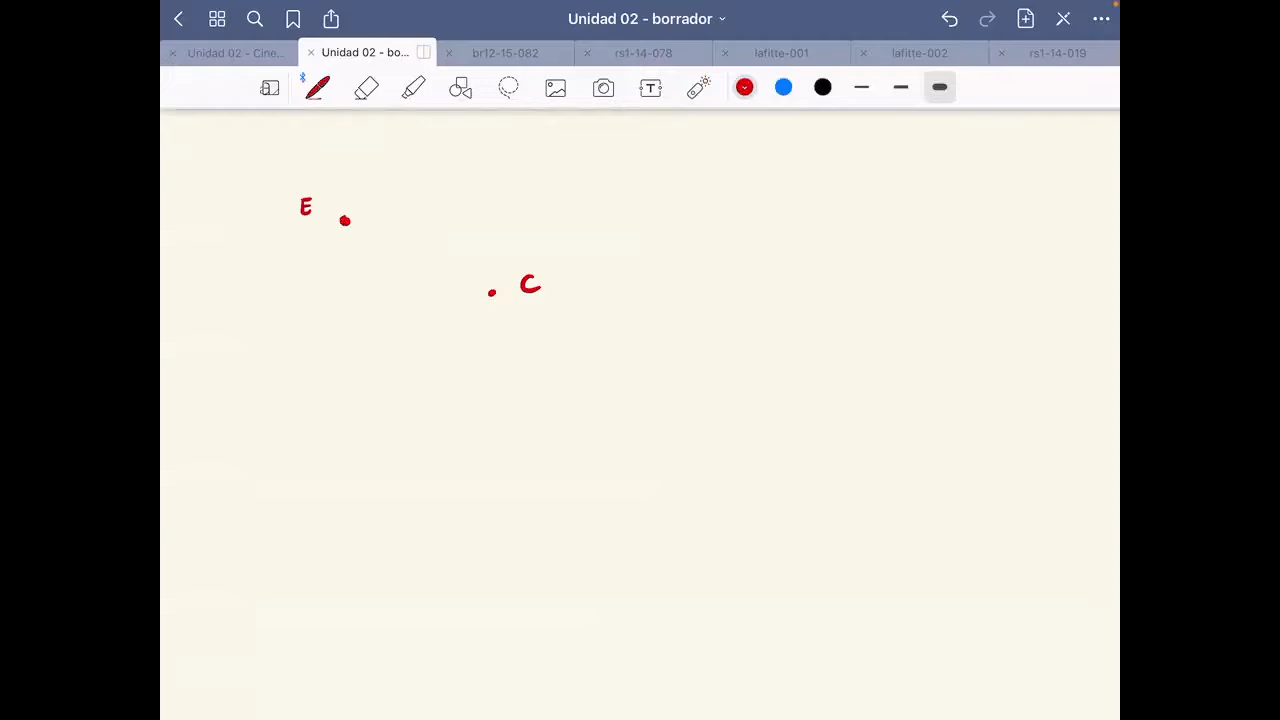 Unidad 02 - borrador
Unidad 02 - Cine...
Unidad 02 - bo...
br12-15-082
rs1-14-078
lafitte-001
lafitte-002
rs1-14-019
T
E
C